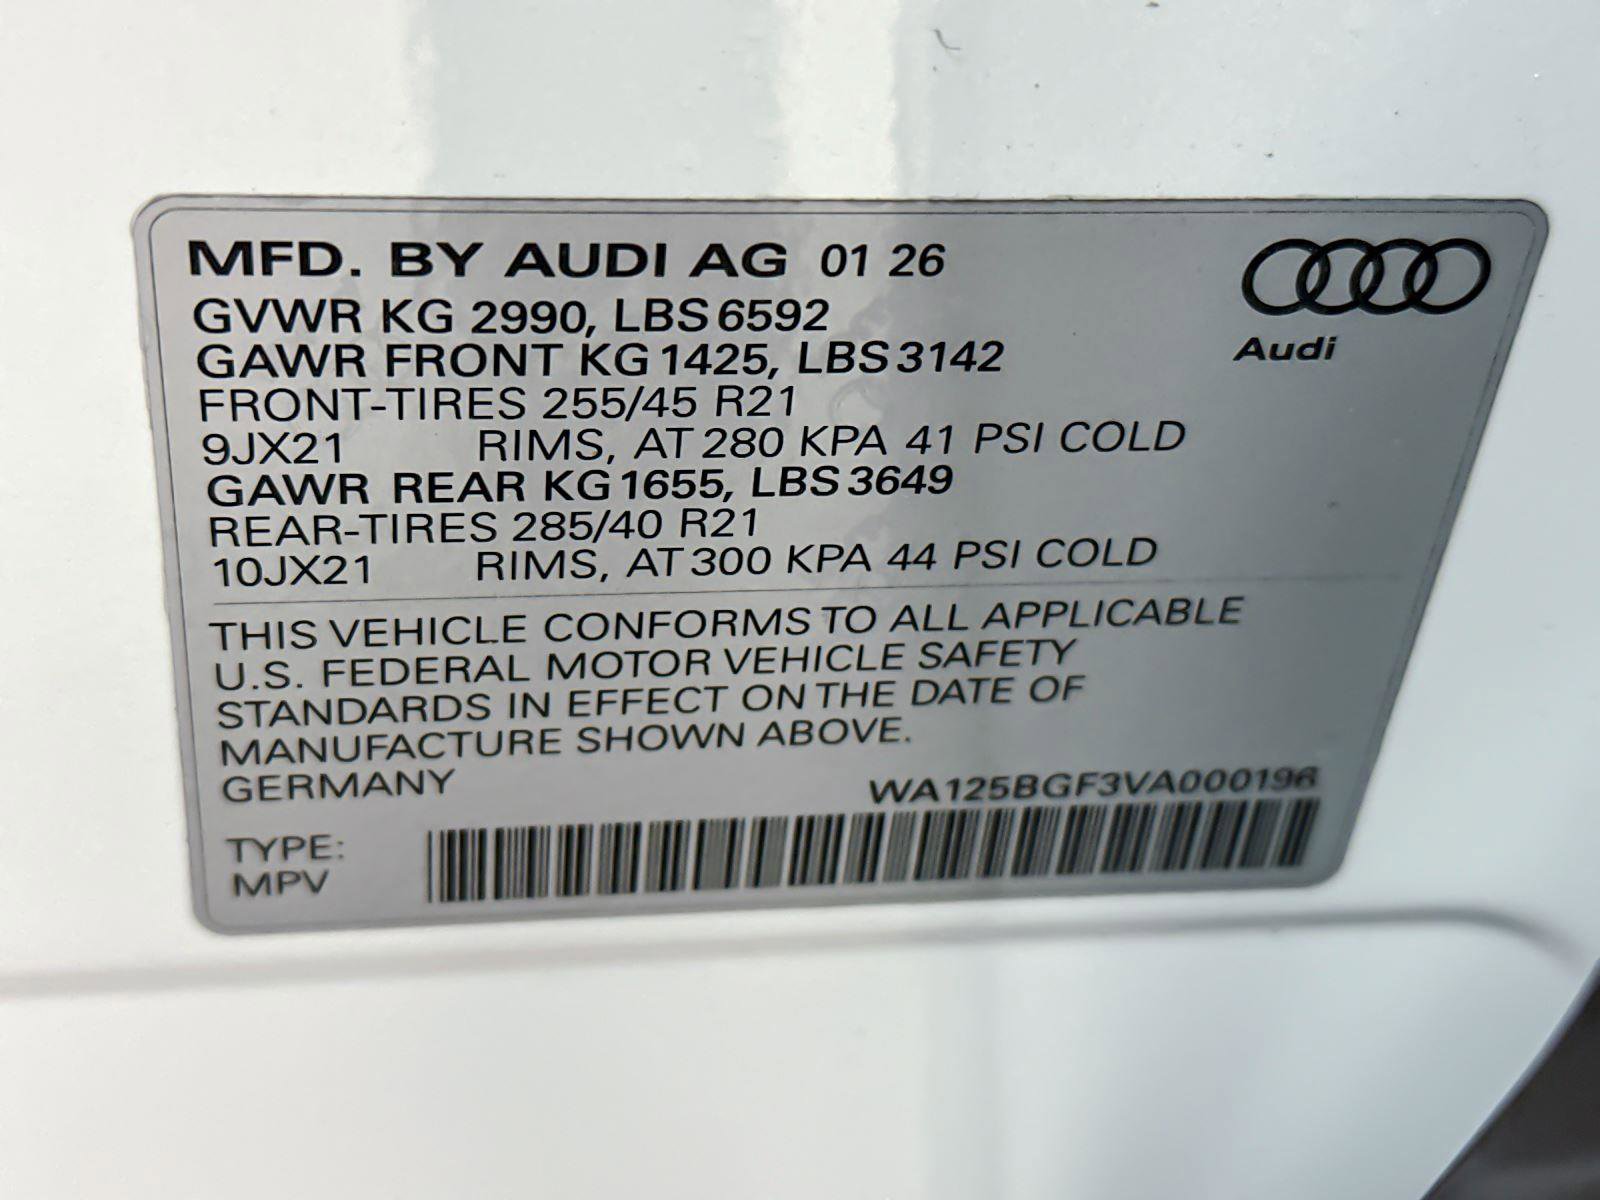 MFD. BY AUDI AG 01 26
GVWR KG 2990, LBS 6592
GAWR FRONT KG 1425, LBS 3142
FRONT-TIRES 255/45 R21
9JX21 RIMS, AT 280 KPA 41 PSI COLD
GAWR REAR KG 1655, LBS 3649
REAR-TIRES 285/40 R21
10JX21 RIMS, AT 300 KPA 44 PSI COLD
Audi
THIS VEHICLE CONFORMS TO ALL APPLICABLE
U.S. FEDERAL MOTOR VEHICLE SAFETY
STANDARDS IN EFFECT ON THE DATE OF
MANUFACTURE SHOWN ABOVE.
GERMANY WA125BGF3VA000196
TYPE:
MPV